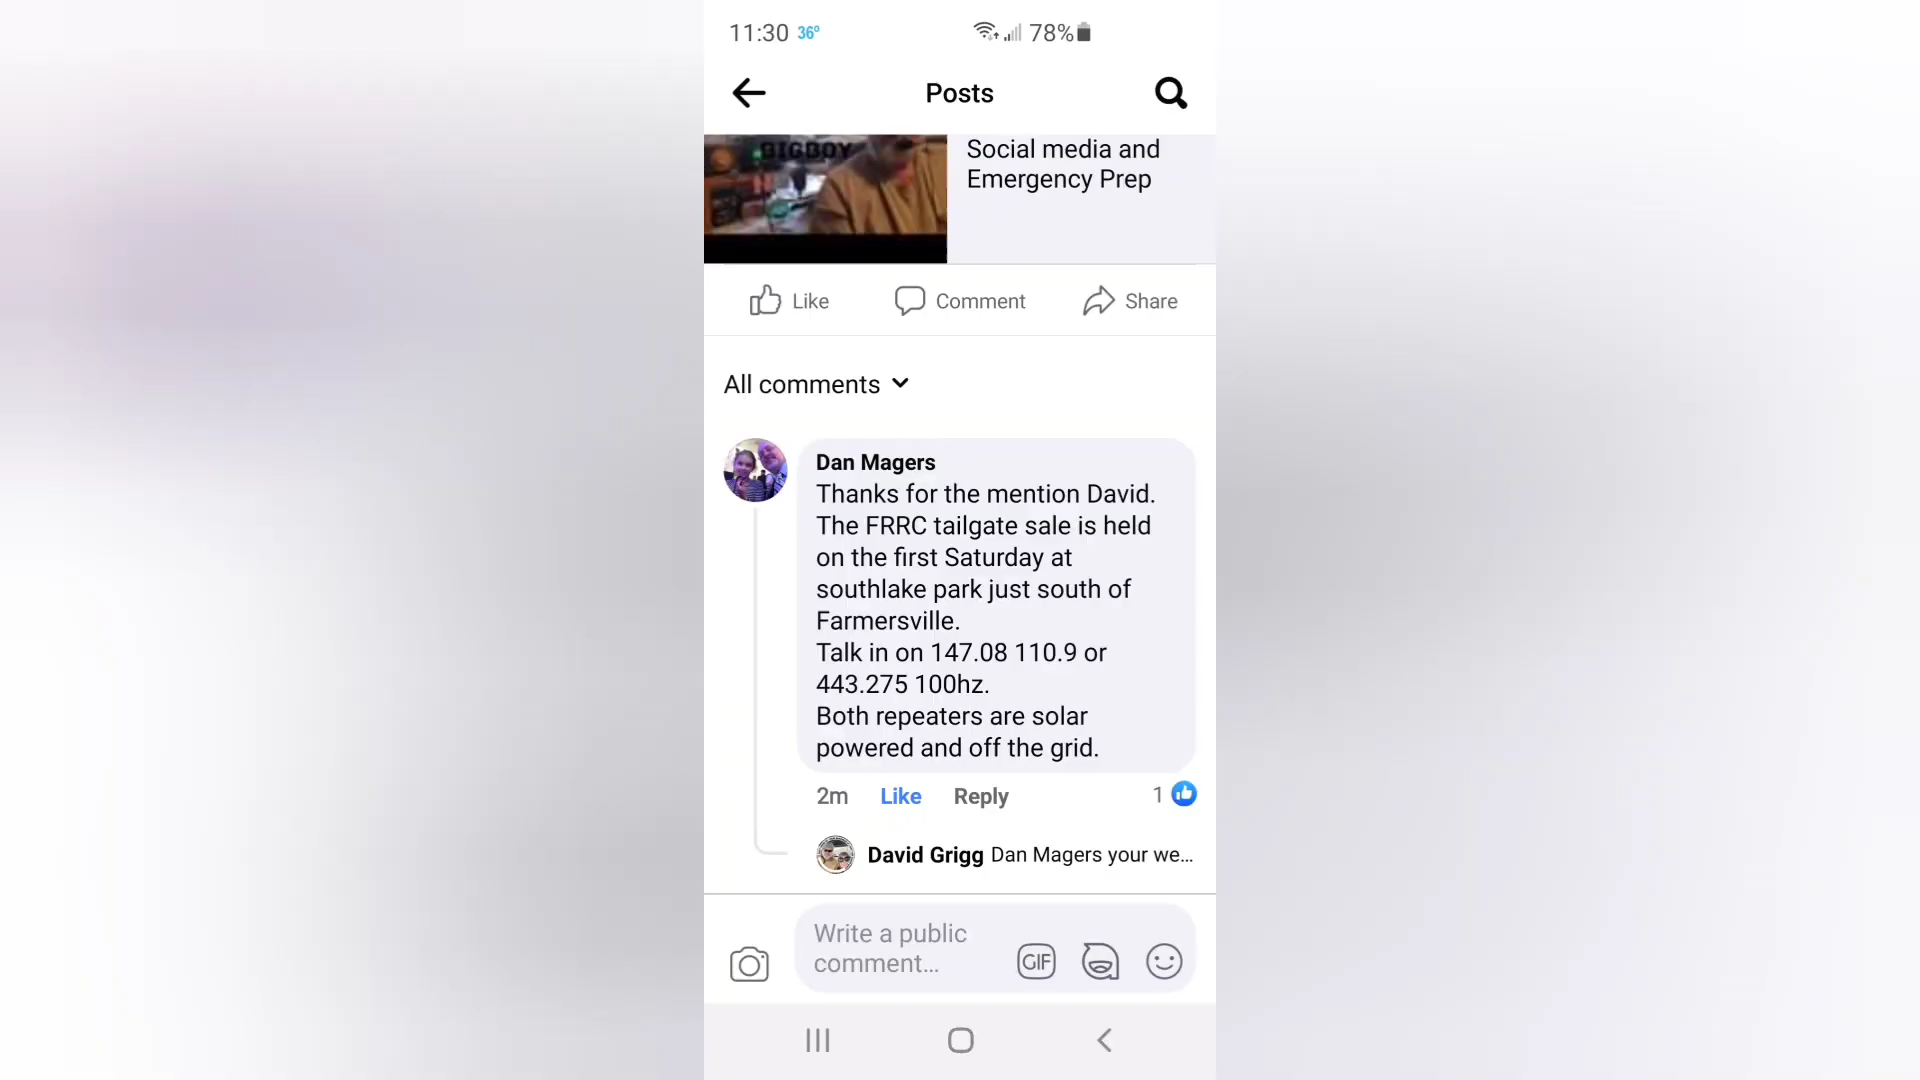 11:30 36° 78%
Posts
BIGBOY
Social media and
Emergency Prep
Like Comment Share
All comments
Dan Magers
Thanks for the mention David.
The FRRC tailgate sale is held
on the first Saturday at
southlake park just south of
Farmersville.
Talk in on 147.08 110.9 or
443.275 100hz.
Both repeaters are solar
powered and off the grid.
2m Like Reply 1
David Grigg Dan Magers your we...
Write a public
comment...
GIF